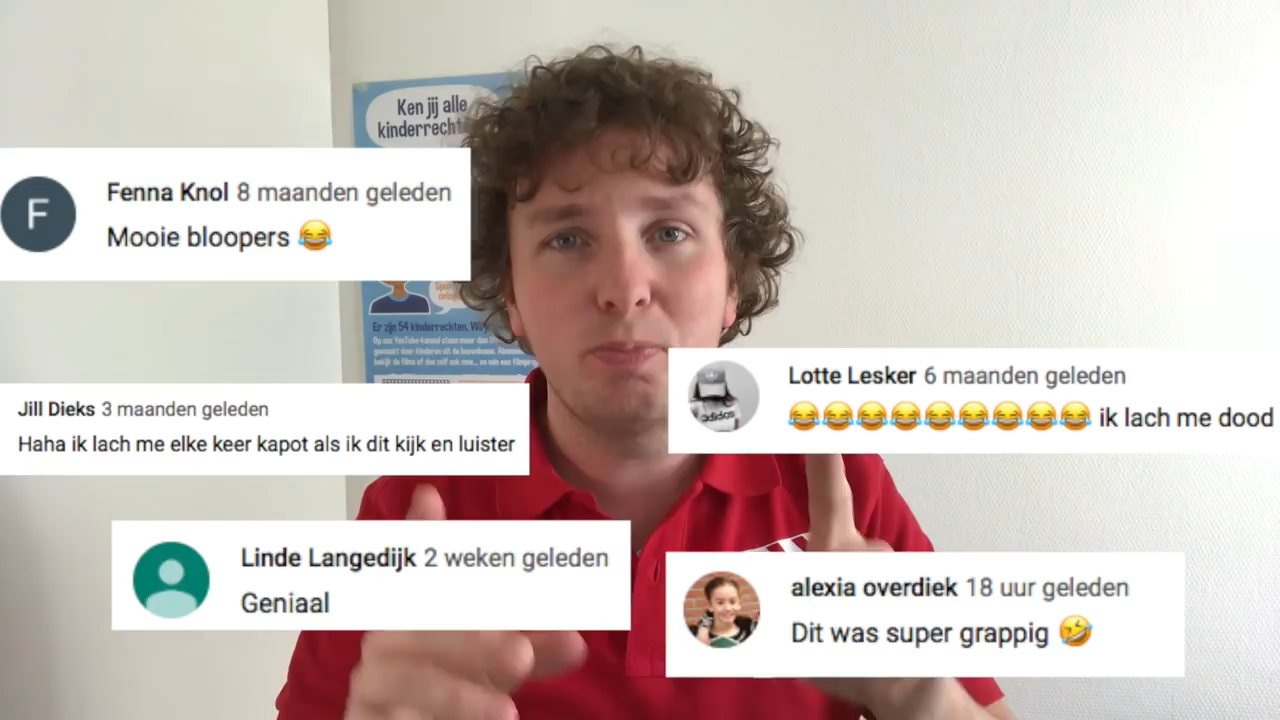 Ken jij alle
Fenna Knol 8 maanden geleden
Mooie bloopers 😂
F
Er zijn 54 kinderrechten.
Lotte Lesker 6 maanden geleden
😂😂😂😂😂😂😂😂😂 ik lach me dood
adidas
Jill Dieks 3 maanden geleden
Haha ik lach me elke keer kapot als ik dit kijk en luister
Linde Langedijk 2 weken geleden
Geniaal
alexia overdiek 18 uur geleden
Dit was super grappig 🤣